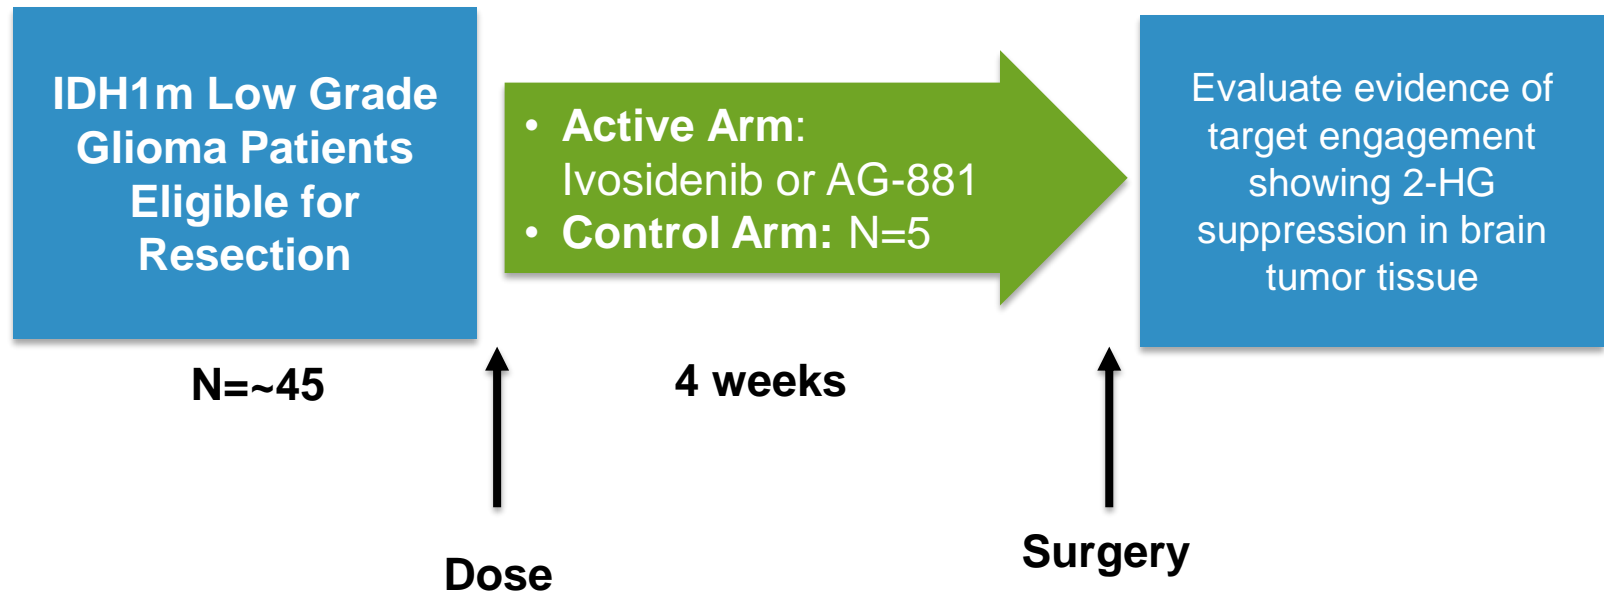 IDH1m Low Grade
Glioma Patients
Eligible for
Resection
N=~45
• Active Arm:
Ivosidenib or AG-881
• Control Arm: N=5
4 weeks
Evaluate evidence of
target engagement
showing 2-HG
suppression in brain
tumor tissue
Dose
Surgery